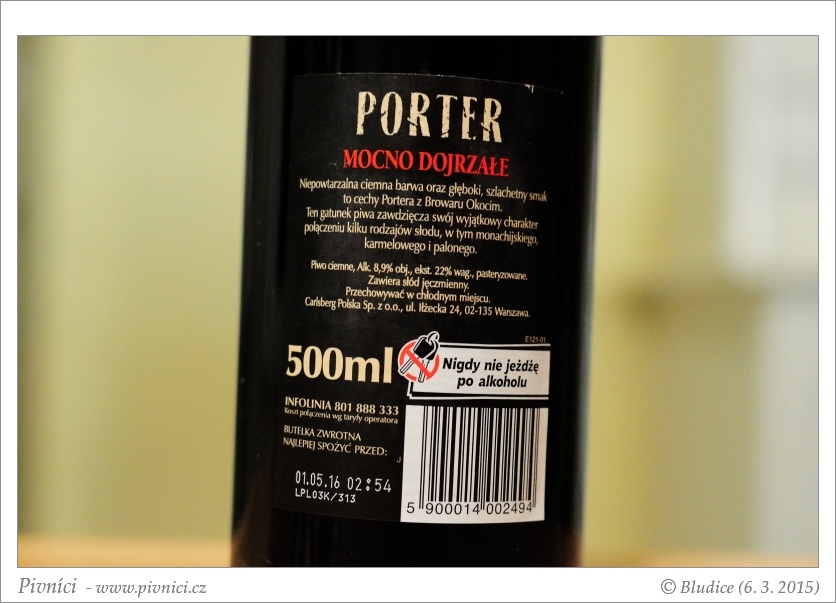 PORTER
MOCNO DOJRZAŁE
Niepowtarzalna ciemna barwa oraz głęboki, szlachetny smak
to cechy Portera z Browaru Okocim.
Ten gatunek piwa zawdzięcza swój wyjątkowy charakter
połączeniu kilku rodzajów słodu, w tym monachijskiego,
karmelowego i palonego.
Piwo ciemne, Alk. 8,9% obj., ekst. 22% wag., pasteryzowane.
Zawiera słód jęczmienny.
Przechowywać w chłodnym miejscu.
Carlsberg Polska Sp. z o.o., ul. Iłżecka 24, 02-135 Warszawa.
E121-01
500ml
Nigdy nie jeżdżę
po alkoholu
INFOLINIA 801 888 333
Koszt połączenia wg taryfy operatora
BUTELKA ZWROTNA
NAJLEPIEJ SPOŻYĆ PRZED:
J
01.05.16 02:54
LPL03K/313
5 900014 002494
Pivníci - www.pivnici.cz
© Bludice (6. 3. 2015)